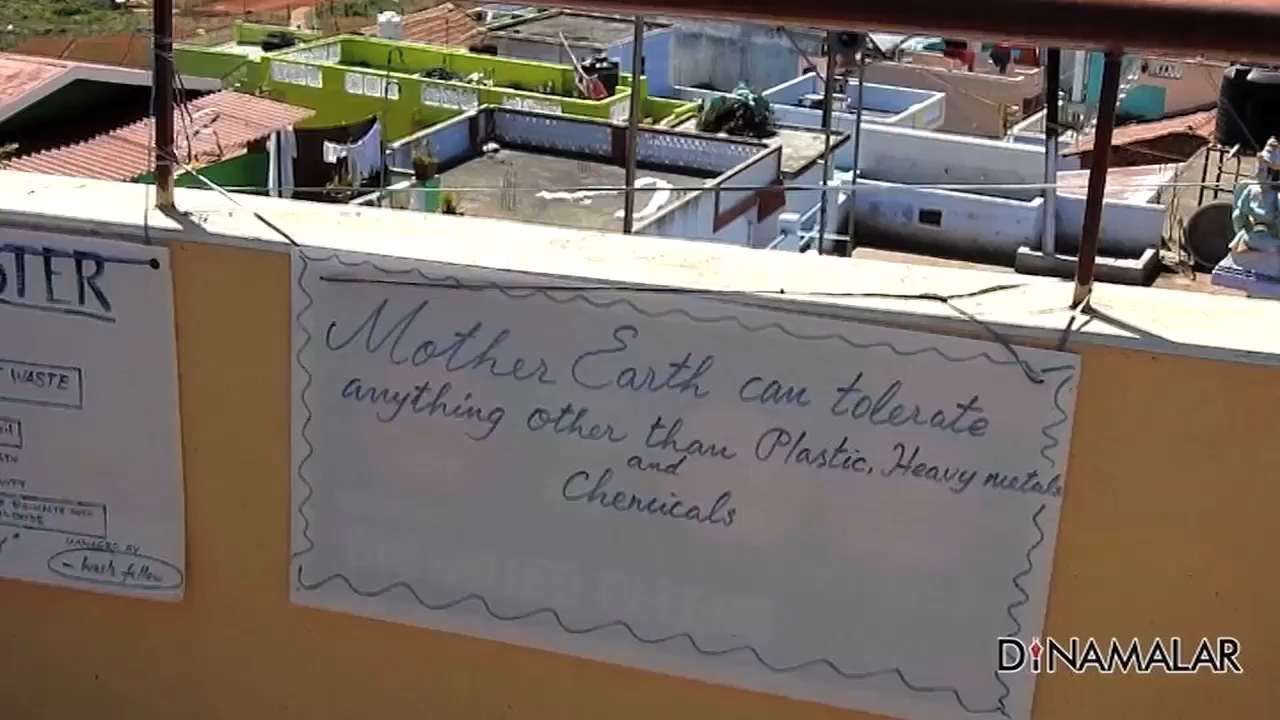 STER
WASTE
MANAGED BY
Mother Earth can tolerate
anything other than Plastic, Heavy metals
and
Chemicals
DINAMALAR